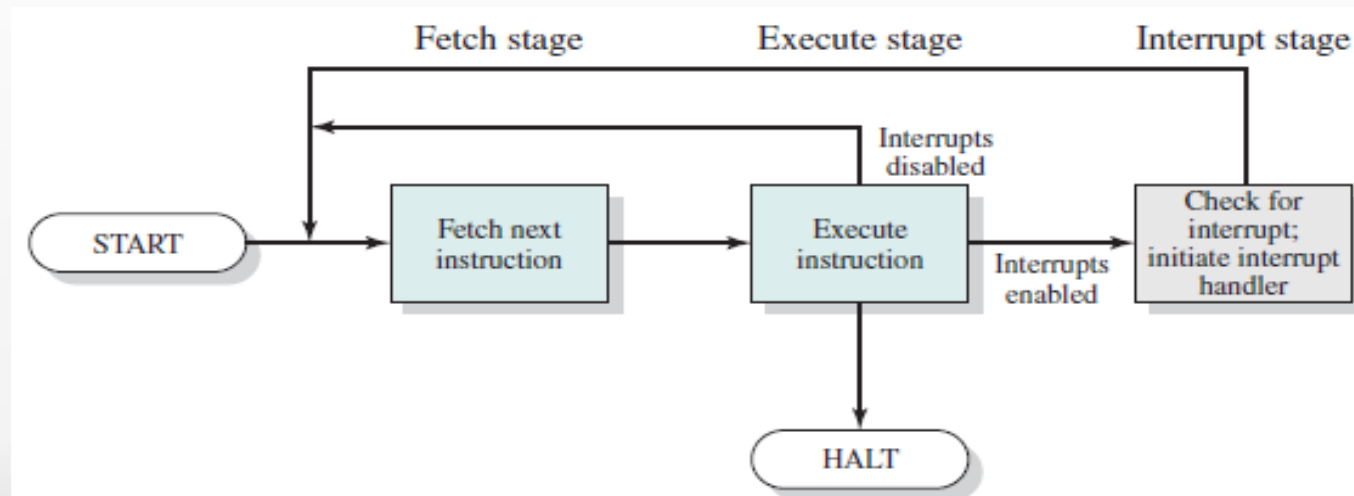 Fetch stage
Execute stage
Interrupt stage
Interrupts
disabled
START
Fetch next
instruction
Execute
instruction
Interrupts
enabled
Check for
interrupt;
initiate interrupt
handler
HALT